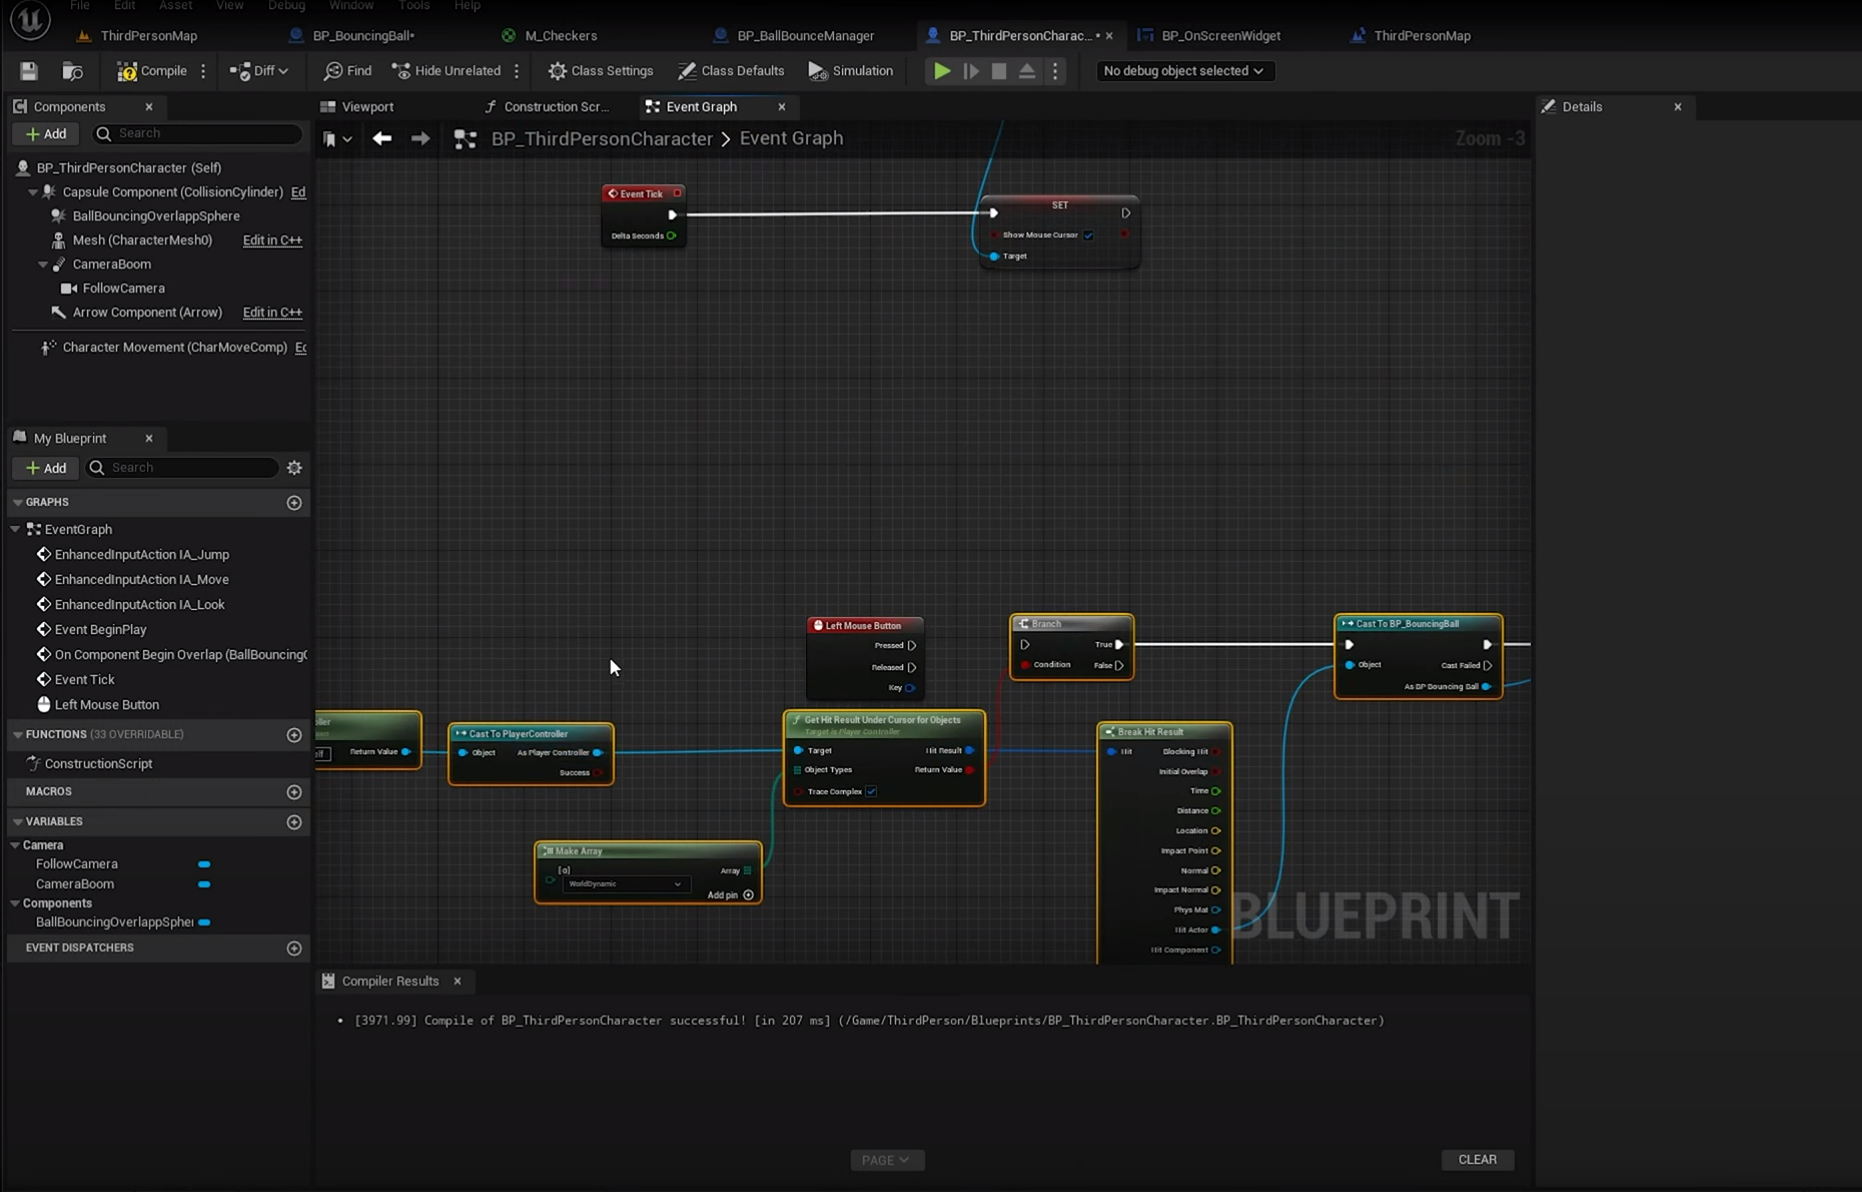 File Edit Asset View Debug Window Tools Help
ThirdPersonMap BP_BouncingBall• M_Checkers BP_BallBounceManager BP_ThirdPersonCharac... • BP_OnScreenWidget ThirdPersonMap
Compile Diff Find Hide Unrelated Class Settings Class Defaults Simulation No debug object selected
Components Viewport Construction Scr... Event Graph Details
+ Add Search
BP_ThirdPersonCharacter > Event Graph Zoom -3
BP_ThirdPersonCharacter (Self)
Capsule Component (CollisionCylinder) Ed
BallBouncingOverlappSphere
Mesh (CharacterMesh0) Edit in C++
CameraBoom
FollowCamera
Arrow Component (Arrow) Edit in C++
Character Movement (CharMoveComp) Ec
Event Tick
Delta Seconds
SET
Show Mouse Cursor
Target
My Blueprint
+ Add Search
GRAPHS
EventGraph
EnhancedInputAction IA_Jump
EnhancedInputAction IA_Move
EnhancedInputAction IA_Look
Event BeginPlay
On Component Begin Overlap (BallBouncingO
Event Tick
Left Mouse Button
FUNCTIONS (33 OVERRIDABLE)
ConstructionScript
MACROS
VARIABLES
Camera
FollowCamera
CameraBoom
Components
BallBouncingOverlappSpher
EVENT DISPATCHERS
Left Mouse Button
Pressed
Released
Key
Branch
True
Condition False
Cast To BP_BouncingBall
Object Cast Failed
As BP Bouncing Ball
Return Value
Cast To PlayerController
Object As Player Controller
Success
Get Hit Result Under Cursor for Objects
Target is Player Controller
Target Hit Result
Object Types Return Value
Trace Complex
Break Hit Result
Hit Blocking Hit
Initial Overlap
Time
Distance
Location
Impact Point
Normal
Impact Normal
Phys Mat
Hit Actor
Hit Component
Make Array
[0] Array
WorldDynamic
Add pin
BLUEPRINT
Compiler Results
• [3971.99] Compile of BP_ThirdPersonCharacter successful! [in 207 ms] (/Game/ThirdPerson/Blueprints/BP_ThirdPersonCharacter.BP_ThirdPersonCharacter)
PAGE CLEAR